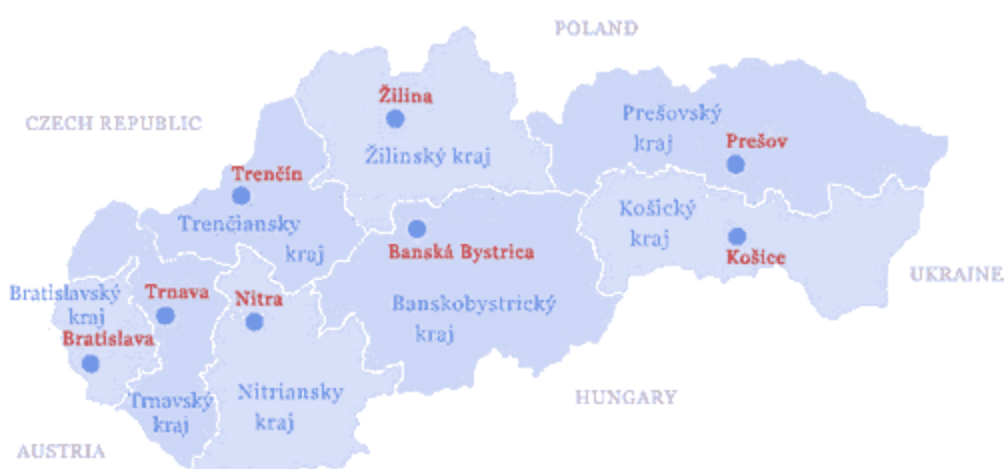 POLAND
CZECH REPUBLIC
Žilina
Žilinský kraj
Prešovský
kraj
Prešov
Trenčín
Trenčiansky
kraj
Banská Bystrica
Košický
kraj
Košice
UKRAINE
Bratislavský
kraj
Bratislava
Trnava
Nitra
Banskobystrický
kraj
Trnavský
kraj
Nitriansky
kraj
HUNGARY
AUSTRIA